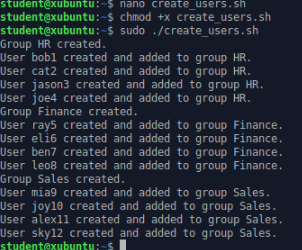 student@xubuntu:~$ nano create_users.sh
student@xubuntu:~$ chmod +x create_users.sh
student@xubuntu:~$ sudo ./create_users.sh
Group HR created.
User bob1 created and added to group HR.
User cat2 created and added to group HR.
User jason3 created and added to group HR.
User joe4 created and added to group HR.
Group Finance created.
User ray5 created and added to group Finance.
User eli6 created and added to group Finance.
User ben7 created and added to group Finance.
User leo8 created and added to group Finance.
Group Sales created.
User mia9 created and added to group Sales.
User joy10 created and added to group Sales.
User alex11 created and added to group Sales.
User sky12 created and added to group Sales.
student@xubuntu:~$